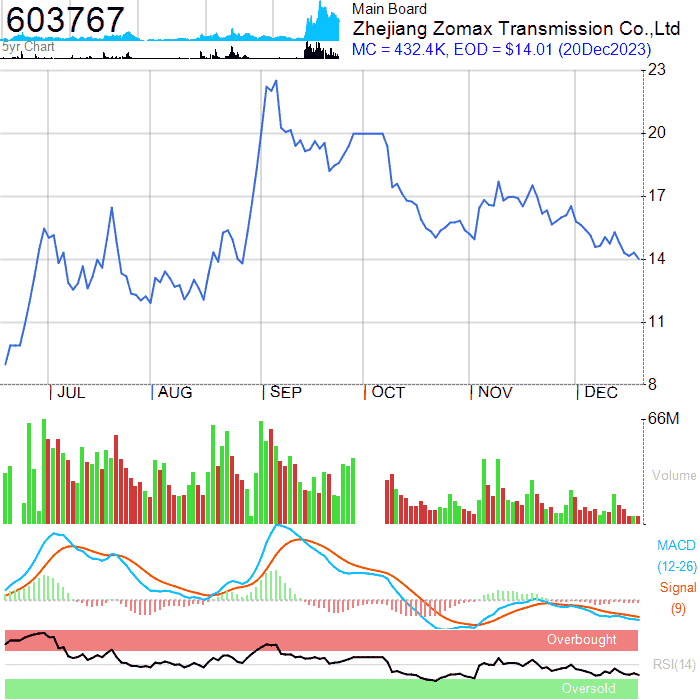 603767
5yr Chart
Main Board
Zhejiang Zomax Transmission Co.,Ltd
MC = 432.4K, EOD = $14.01 (20Dec2023)
23
20
17
14
11
8
JUL AUG SEP OCT NOV DEC
66M
Volume
MACD
(12-26)
Signal
(9)
Overbought
RSI(14)
Oversold